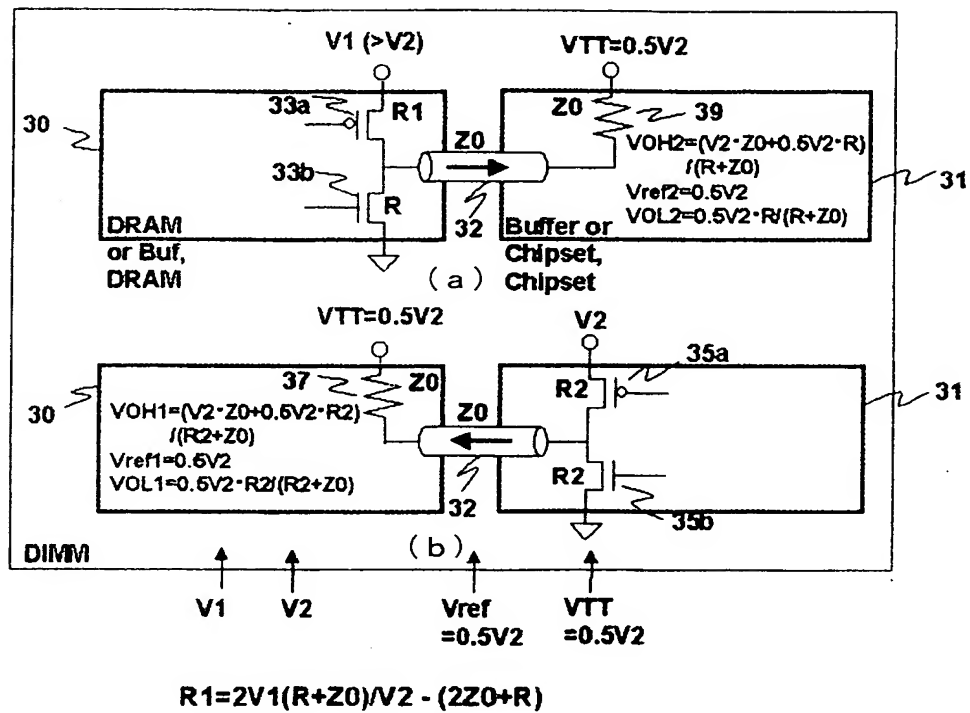 V1 (>V2)
VTT=0.5V2
33a
R1
Z0
39
30
Z0
VOH2=(V2·Z0+0.5V2·R)
/(R+Z0)
33b
Vref2=0.5V2
31
R
32
VOL2=0.5V2·R/(R+Z0)
DRAM
or Buf,
DRAM
Buffer or
Chipset,
Chipset
(a)
VTT=0.5V2
V2
35a
37
Z0
R2
30
Z0
31
VOH1=(V2·Z0+0.5V2·R2)
/(R2+Z0)
Vref1=0.5V2
R2
VOL1=0.5V2·R2/(R2+Z0)
32
35b
(b)
DIMM
V1
V2
Vref
=0.5V2
VTT
=0.5V2
R1=2V1(R+Z0)/V2 - (2Z0+R)